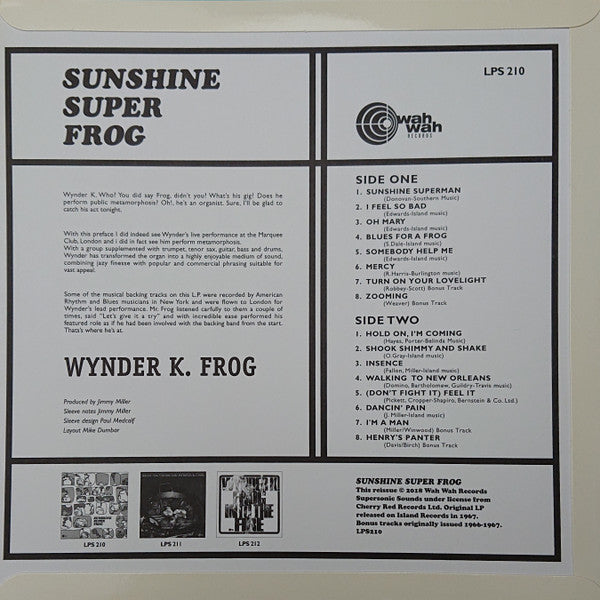 SUNSHINE
SUPER
FROG
Wynder K. Who? You did say Frog, didn't you? What's his gig? Does he
perform public metamorphosis? Oh!, he's an organist. Sure, I'll be glad to
catch his act tonight.
With this preface I did indeed see Wynder's live performance at the Marquee
Club, London and I did in fact see him perform metamorphosis.
With a group supplemented with trumpet, tenor sax, guitar, bass and drums,
Wynder has transformed the organ into a highly enjoyable medium of sound,
combining jazz finesse with popular and commercial phrasing suitable for
vast appeal.
Some of the musical backing tracks on this L.P. were recorded by American
Rhythm and Blues musicians in New York and were flown to London for
Wynder's lead performance. Mr. Frog listened carfully to them a couple of
times, said "Let's give it a try" and with incredible ease performed his
featured role as if he had been involved with the backing band from the start.
That's where he's at.
WYNDER K. FROG
Produced by Jimmy Miller
Sleeve notes Jimmy Miller
Sleeve design Paul Medcalf
Layout Mike Dumbar
LPS 210
wah
wah
RECORDS
SIDE ONE
1. SUNSHINE SUPERMAN
(Donovan-Southern Music)
2. I FEEL SO BAD
(Edwards-Island music)
3. OH MARY
(Edwards-Island music)
4. BLUES FOR A FROG
(S.Dale-Island music)
5. SOMEBODY HELP ME
(Edwards-Island music)
6. MERCY
(R.Harris-Burlington music)
7. TURN ON YOUR LOVELIGHT
(Robbey-Scott) Bonus Track
8. ZOOMING
(Weaver) Bonus Track
SIDE TWO
1. HOLD ON, I'M COMING
(Hayes, Porter-Belinda Music)
2. SHOOK SHIMMY AND SHAKE
(O.Gray-Island music)
3. INSENCE
(Fallon, Miller-Island music)
4. WALKING TO NEW ORLEANS
(Domino, Bartholomew, Guildry-Travis music)
5. (DON'T FIGHT IT) FEEL IT
(Pickett, Cropper-Shapiro, Bernstein & Co. Ltd.)
6. DANCIN' PAIN
(J. Miller-Island music)
7. I'M A MAN
(Miller/Winwood) Bonus Track
8. HENRY'S PANTER
(Davis/Birch) Bonus Track
LPS 210
LPS 211
LPS 212
SUNSHINE SUPER FROG
This reissue © 2018 Wah Wah Records
Supersonic Sounds under license from
Cherry Red Records Ltd. Original LP
released on Island Records in 1967.
Bonus tracks originally issued 1966-1967.
LPS210